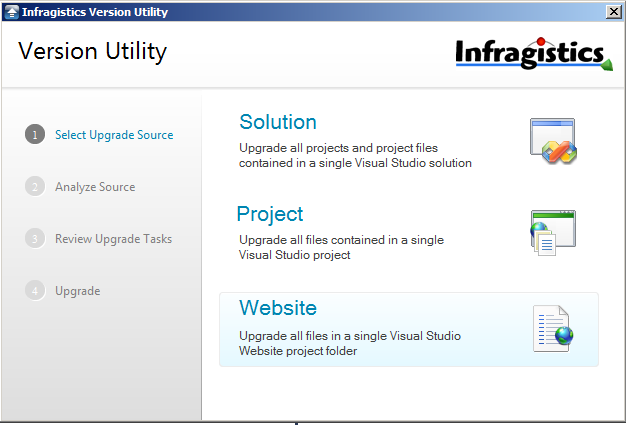 Infragistics Version Utility
Version Utility
Infragistics
1 Select Upgrade Source
2 Analyze Source
3 Review Upgrade Tasks
4 Upgrade
Solution
Upgrade all projects and project files
contained in a single Visual Studio solution
Project
Upgrade all files contained in a single
Visual Studio project
Website
Upgrade all files in a single Visual Studio
Website project folder